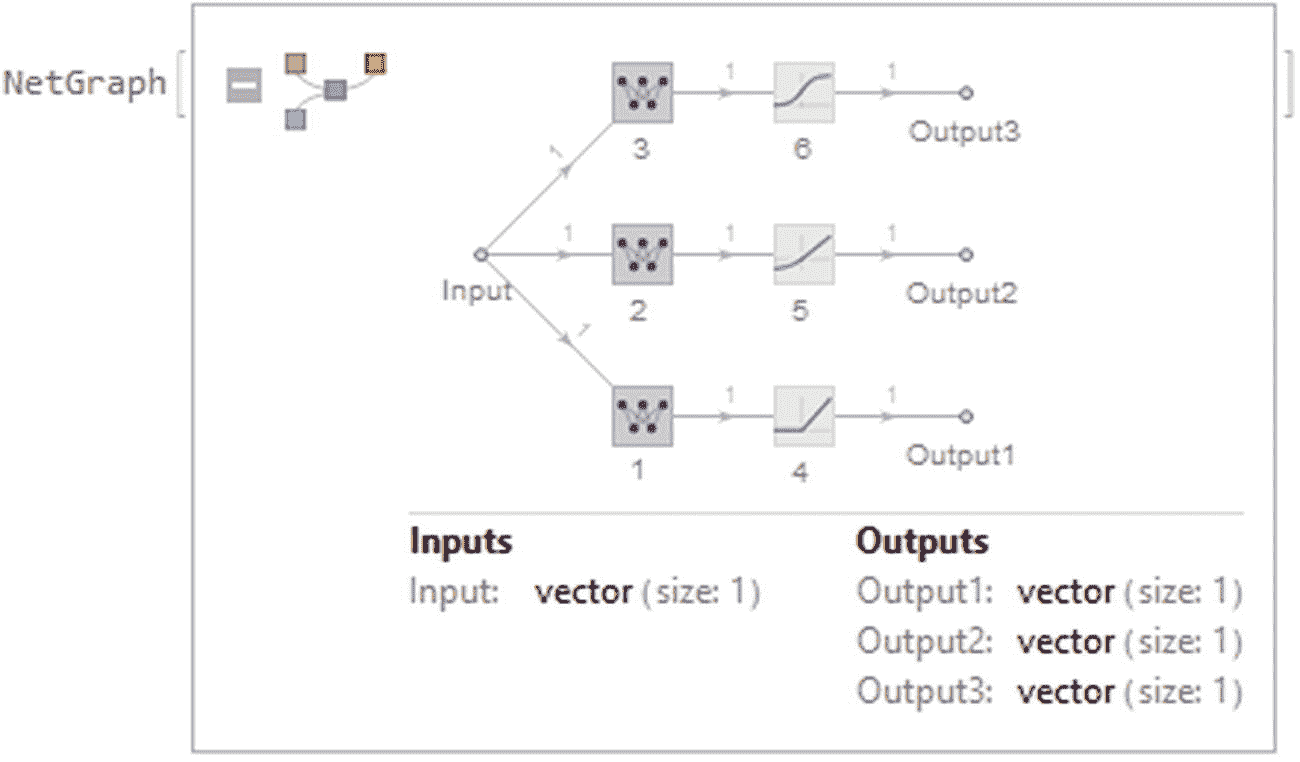 NetGraph [ ]
1 1
3 6 Output3
1
1 1 1
Input 2 5 Output2
1
1 1
1 4 Output1
Inputs Outputs
Input: vector (size: 1) Output1: vector (size: 1)
Output2: vector (size: 1)
Output3: vector (size: 1)